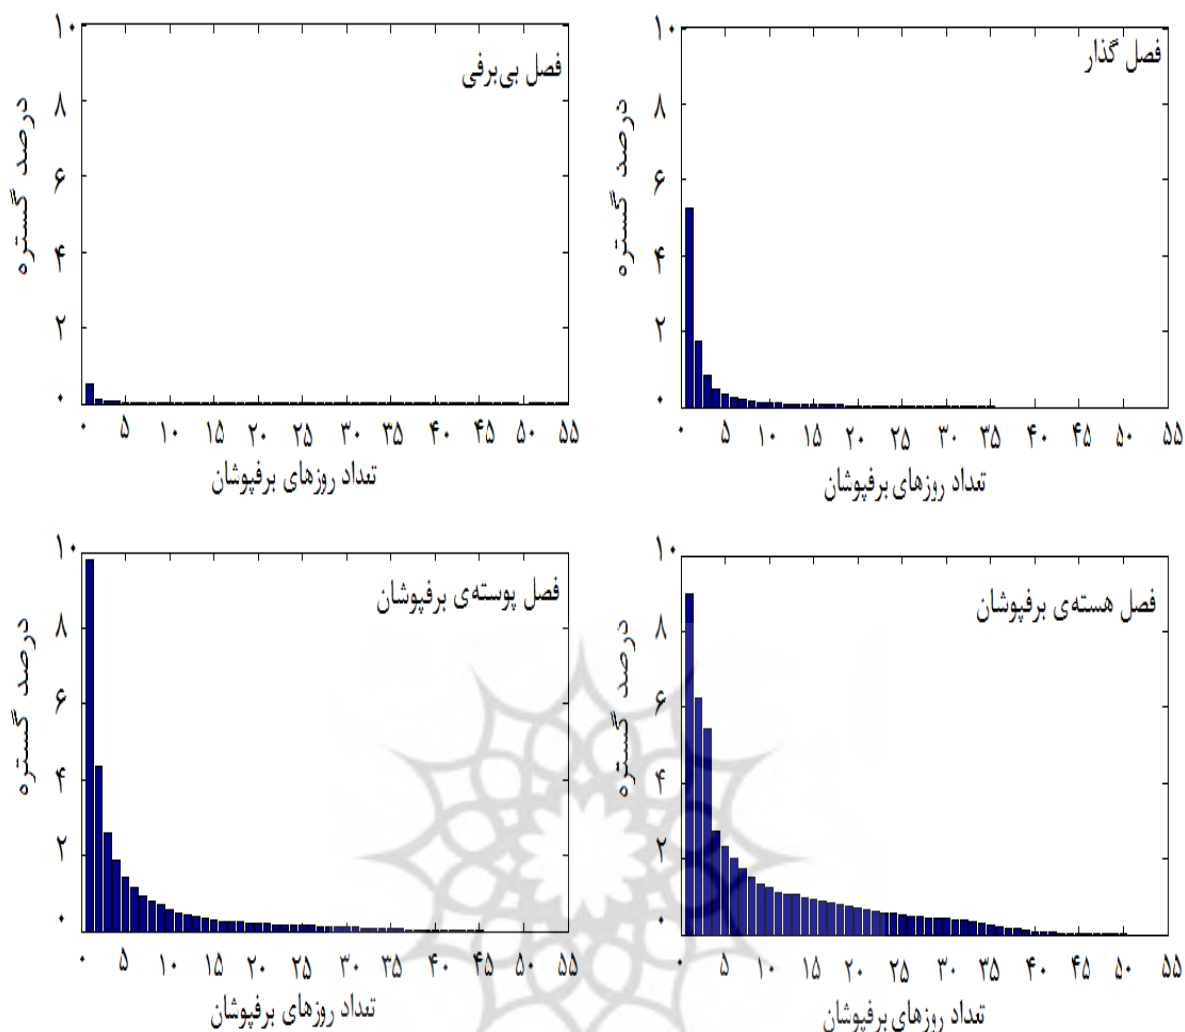 فصل بی‌برفی
درصد گستره
۱۰
۸
۶
۴
۲
۰
۰ ۵ ۱۰ ۱۵ ۲۰ ۲۵ ۳۰ ۳۵ ۴۰ ۴۵ ۵۰ ۵۵
تعداد روزهای برفپوشان
فصل گذار
درصد گستره
۱۰
۸
۶
۴
۲
۰
۰ ۵ ۱۰ ۱۵ ۲۰ ۲۵ ۳۰ ۳۵ ۴۰ ۴۵ ۵۰ ۵۵
تعداد روزهای برفپوشان
فصل پوسته‌ی برفپوشان
درصد گستره
۱۰
۸
۶
۴
۲
۰
۰ ۵ ۱۰ ۱۵ ۲۰ ۲۵ ۳۰ ۳۵ ۴۰ ۴۵ ۵۰ ۵۵
تعداد روزهای برفپوشان
فصل هسته‌ی برفپوشان
درصد گستره
۱۰
۸
۶
۴
۲
۰
۰ ۵ ۱۰ ۱۵ ۲۰ ۲۵ ۳۰ ۳۵ ۴۰ ۴۵ ۵۰ ۵۵
تعداد روزهای برفپوشان